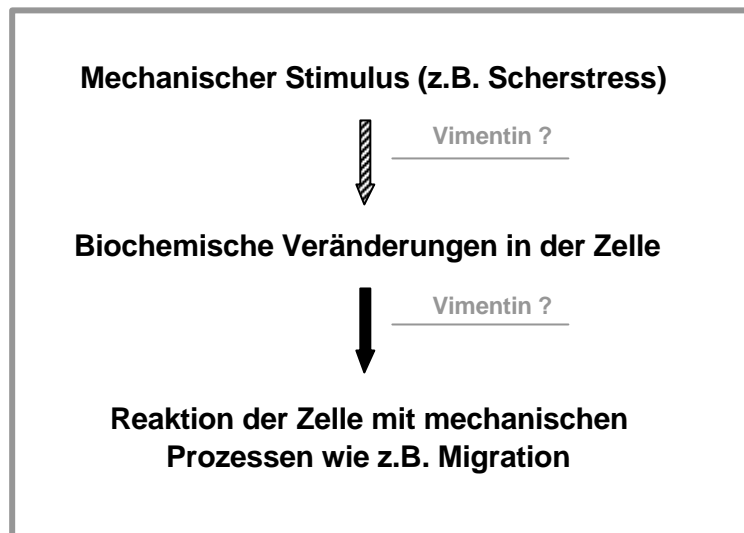 Mechanischer Stimulus (z.B. Scherstress)
Vimentin ?
Biochemische Veränderungen in der Zelle
Vimentin ?
Reaktion der Zelle mit mechanischen
Prozessen wie z.B. Migration